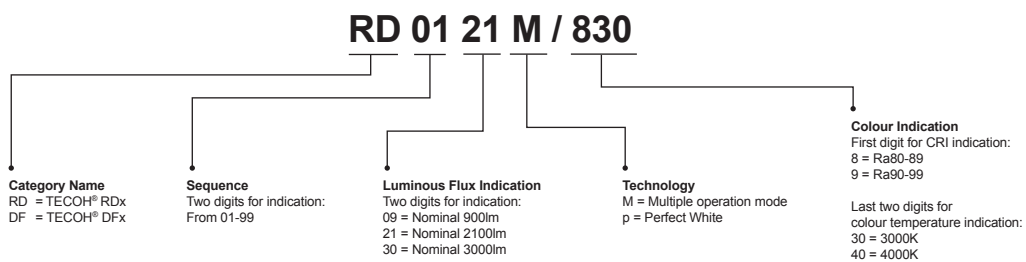 RD 01 21 M / 830
Category Name
RD = TECOH® RDx
DF = TECOH® DFx
Sequence
Two digits for indication:
From 01-99
Luminous Flux Indication
Two digits for indication:
09 = Nominal 900lm
21 = Nominal 2100lm
30 = Nominal 3000lm
Technology
M = Multiple operation mode
p = Perfect White
Colour Indication
First digit for CRI indication:
8 = Ra80-89
9 = Ra90-99
Last two digits for
colour temperature indication:
30 = 3000K
40 = 4000K